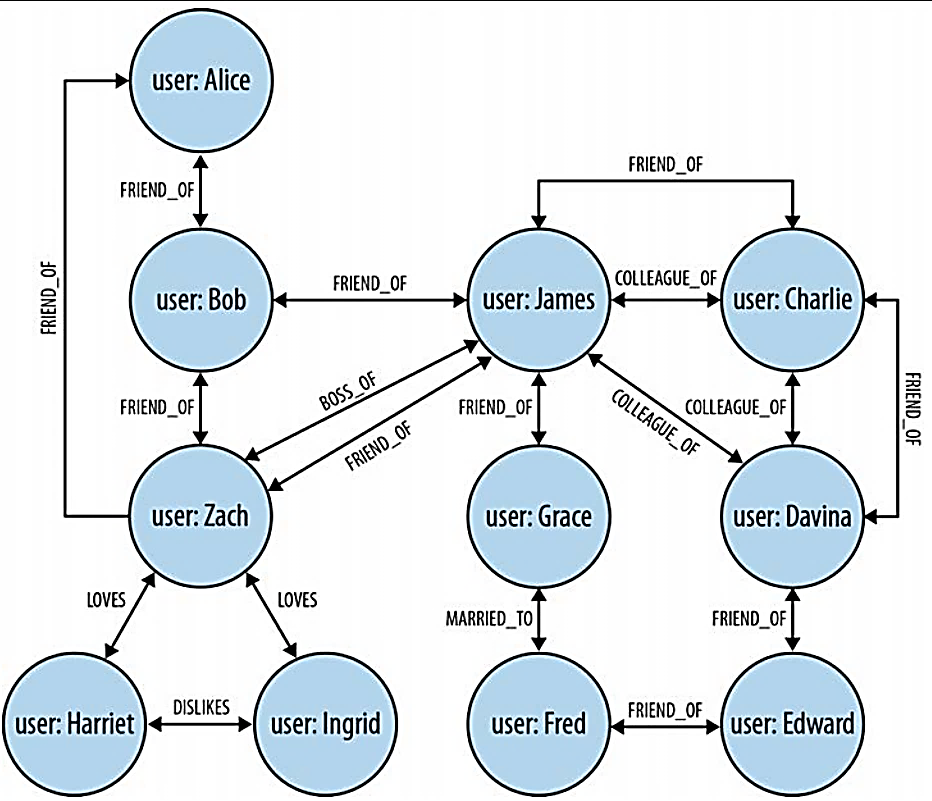 user: Alice
FRIEND_OF
FRIEND_OF
FRIEND_OF
user: Bob
FRIEND_OF
user: James
COLLEAGUE_OF
user: Charlie
FRIEND_OF
BOSS_OF
FRIEND_OF
FRIEND_OF
FRIEND_OF
COLLEAGUE_OF
COLLEAGUE_OF
FRIEND_OF
user: Zach
user: Grace
user: Davina
LOVES
LOVES
MARRIED_TO
FRIEND_OF
user: Harriet
DISLIKES
user: Ingrid
user: Fred
FRIEND_OF
user: Edward